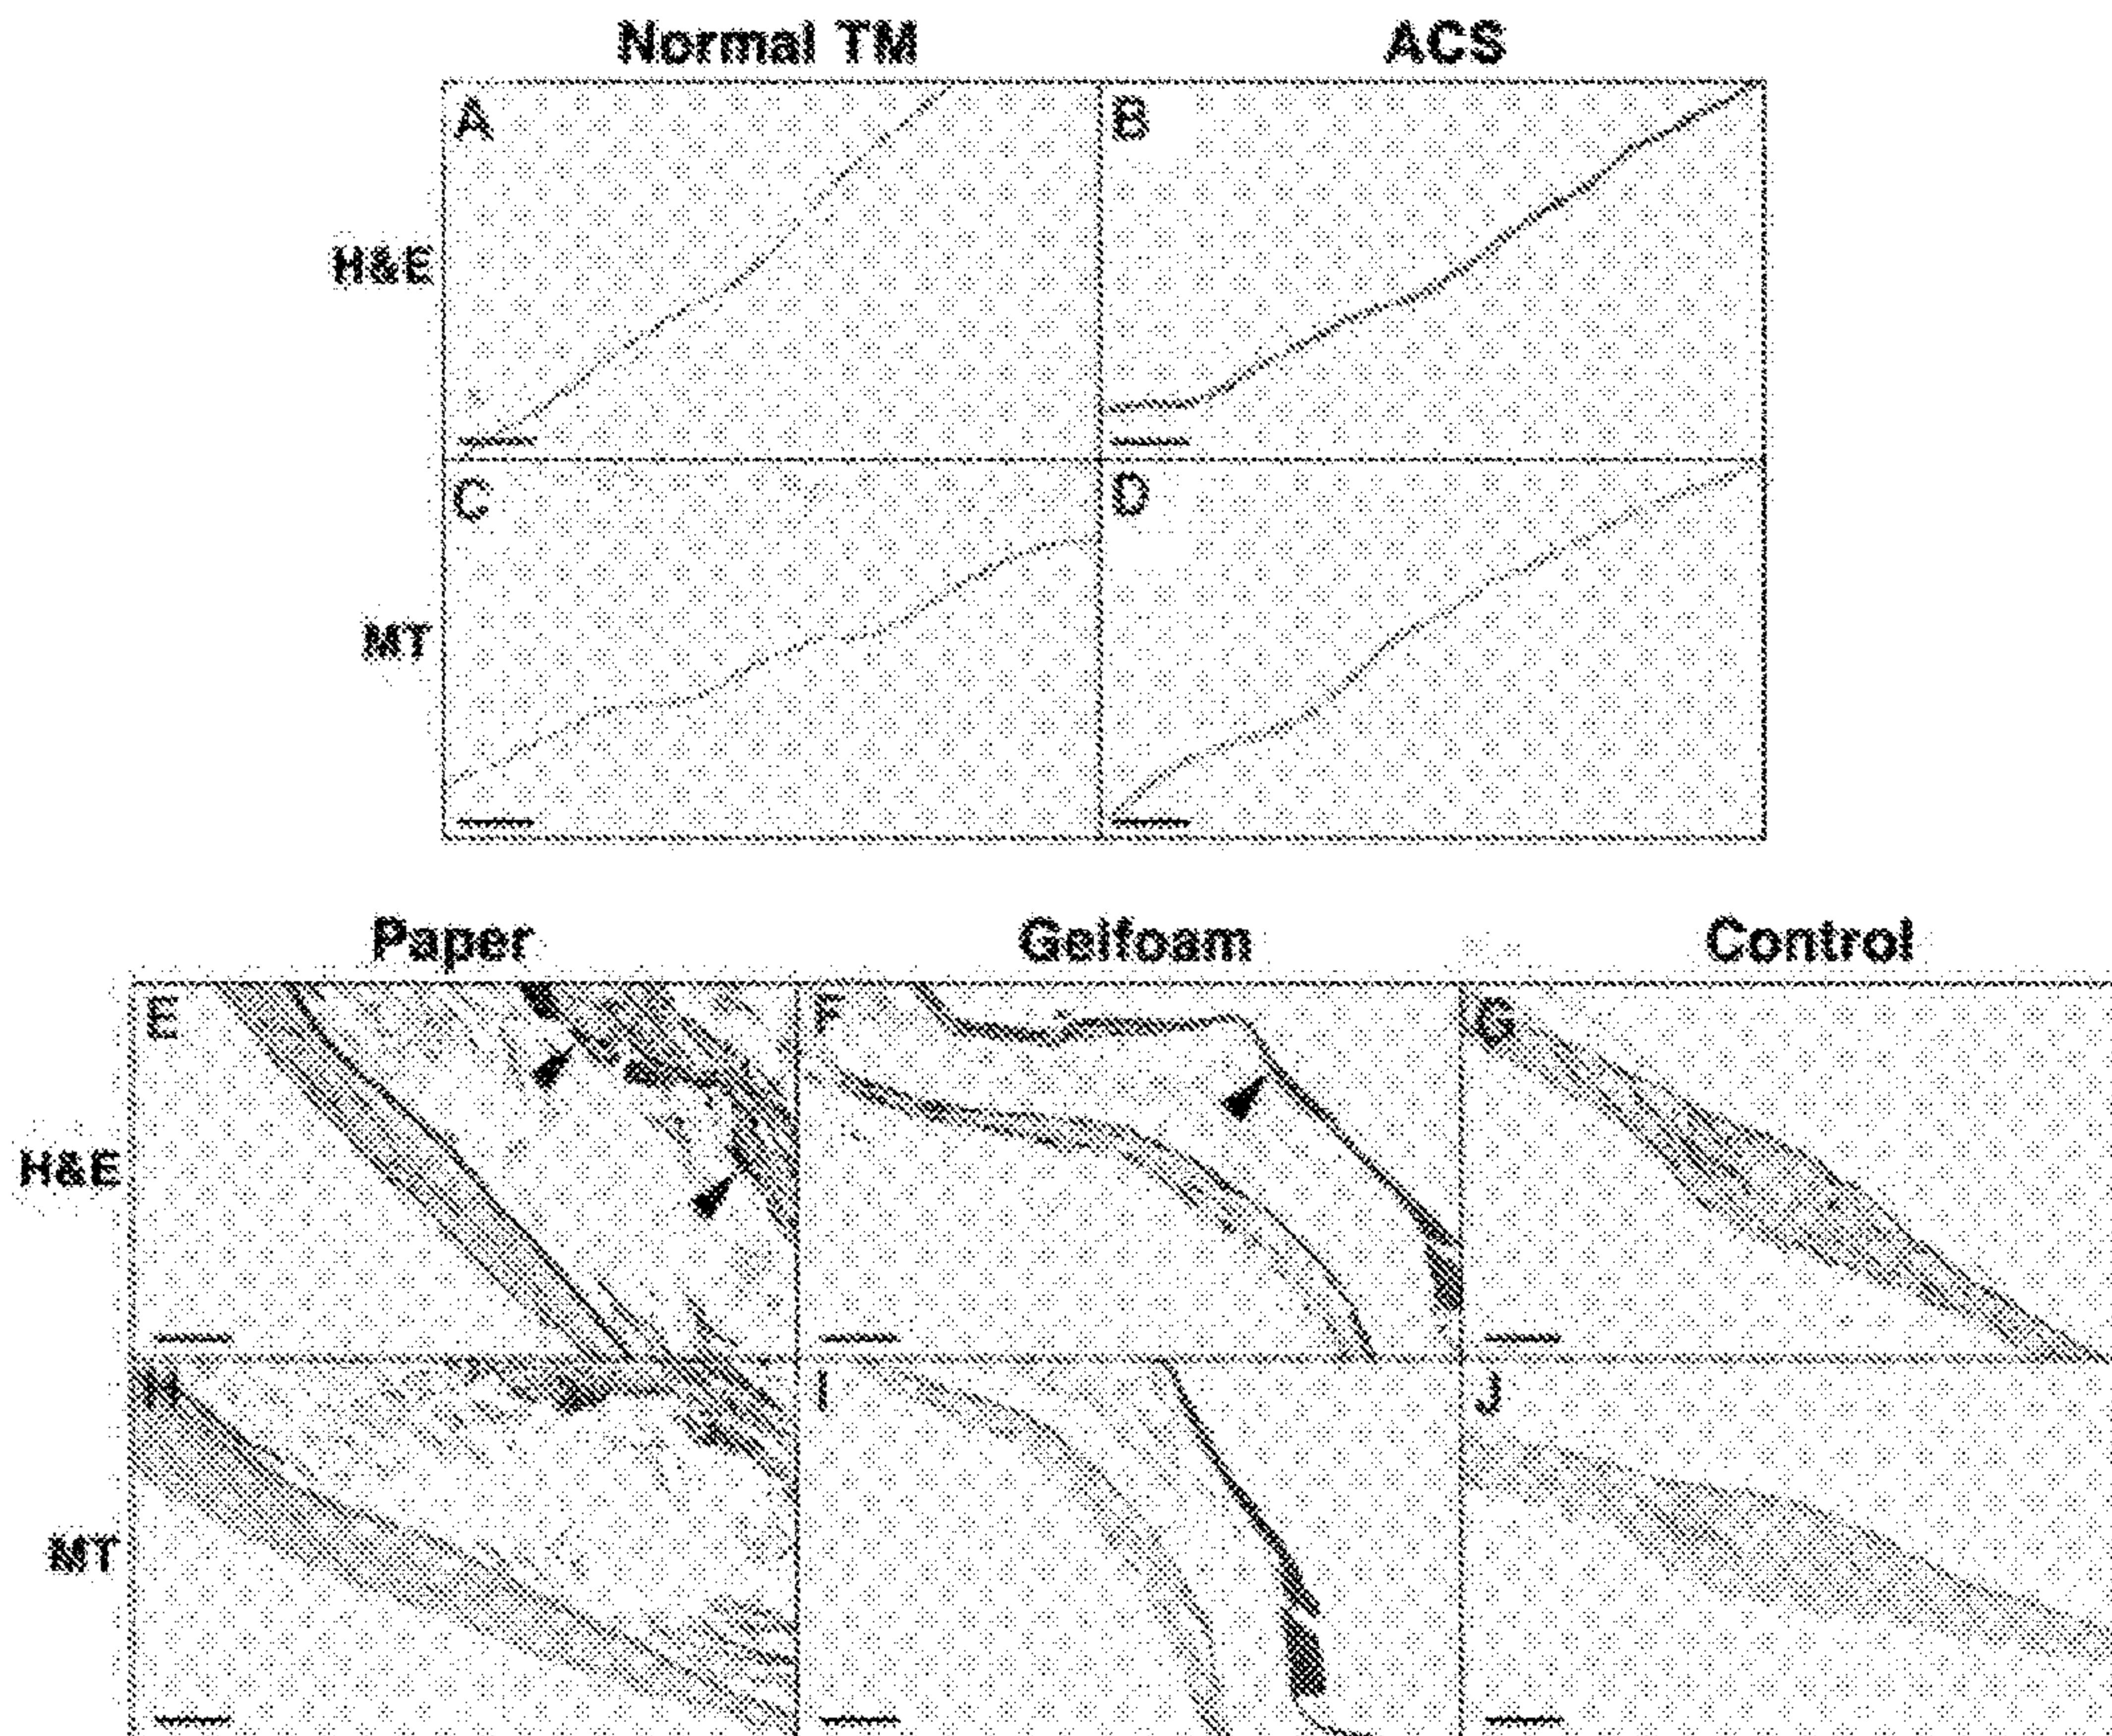 Normal TM ACS
A B
H&E
C D
MT
Paper Gelfoam Control
E F G
H&E
H I J
MT